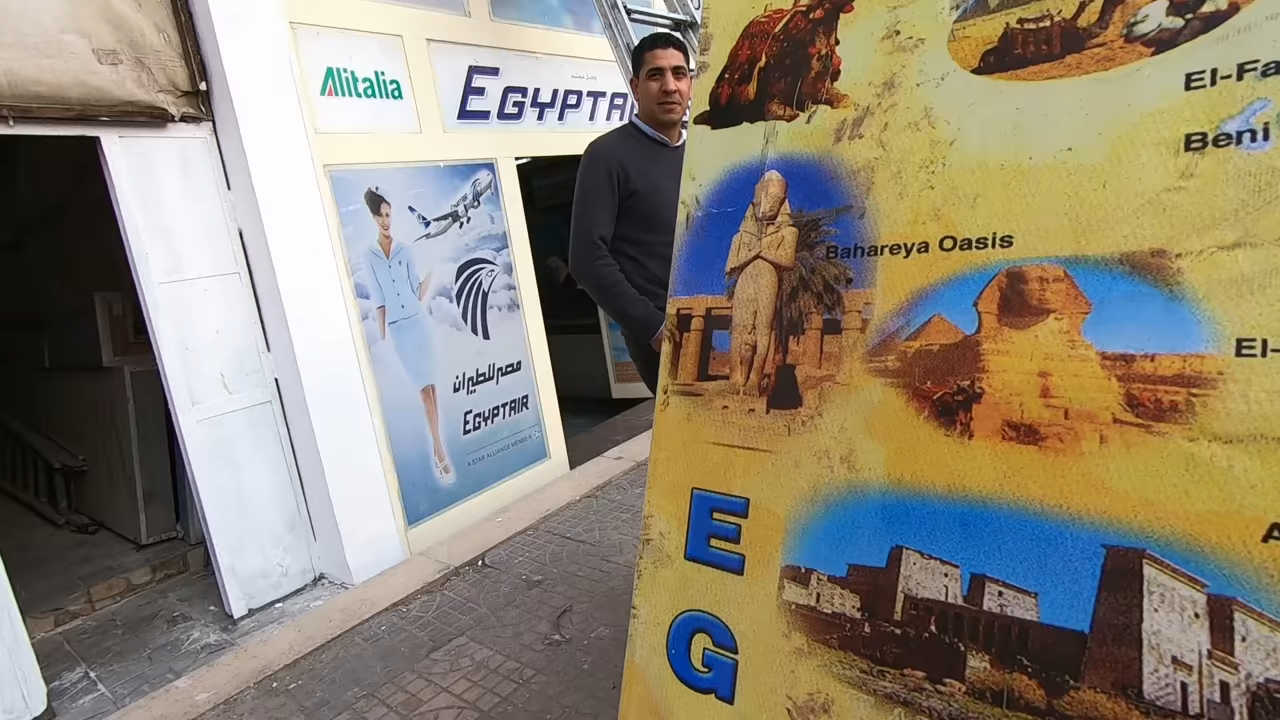 Alitalia
EGYPTAI
مصر للطيران
EGYPTAIR
A STAR ALLIANCE MEMBER
El-Fa
Beni
Bahareya Oasis
El-
A
E
G